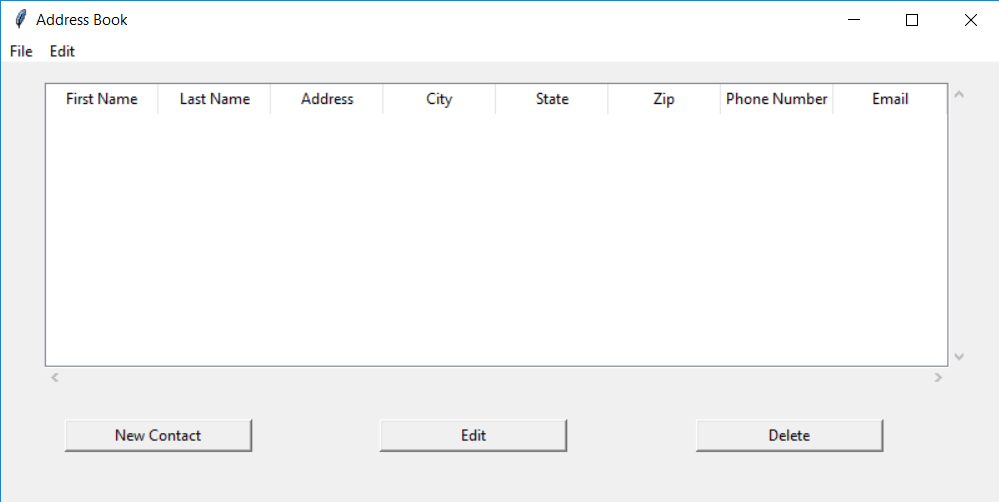 Address Book
File Edit
First Name Last Name Address City State Zip Phone Number Email
New Contact Edit Delete